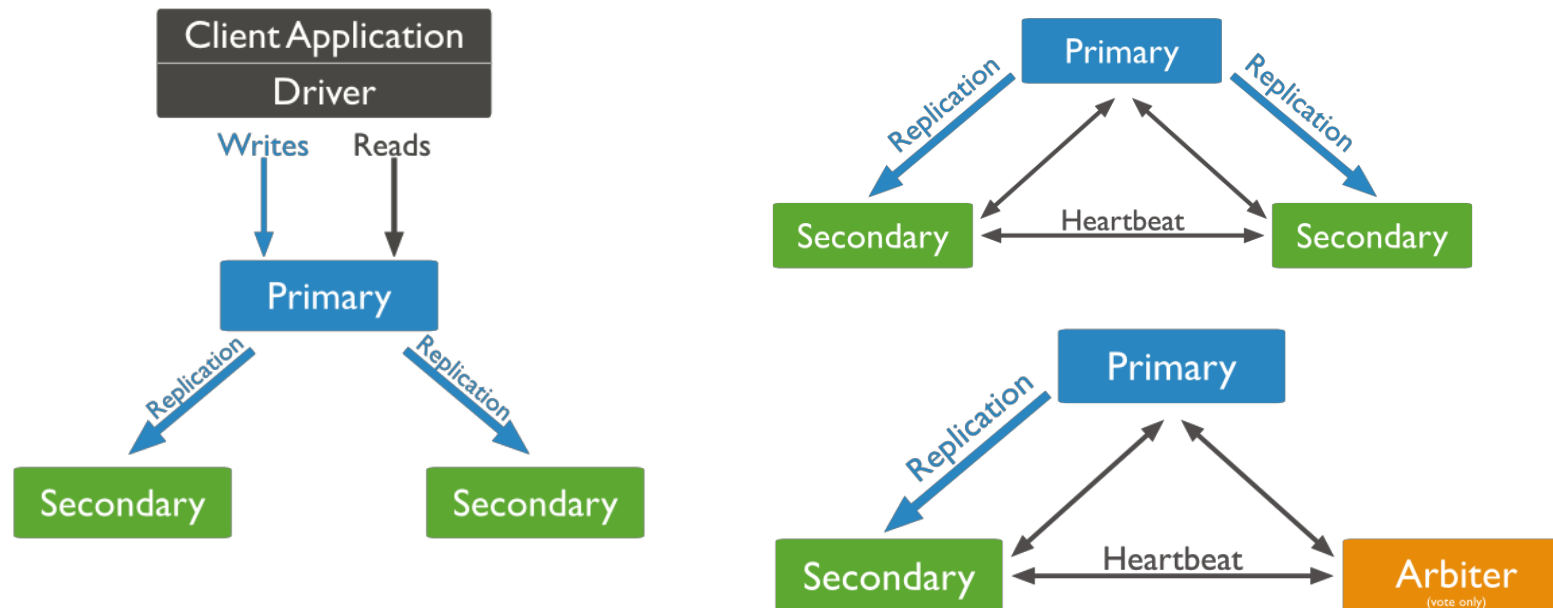 Client Application
Driver
Writes
Reads
Primary
Replication
Replication
Secondary
Secondary
Primary
Replication
Replication
Secondary
Heartbeat
Secondary
Primary
Replication
Secondary
Heartbeat
Arbiter
(vote only)